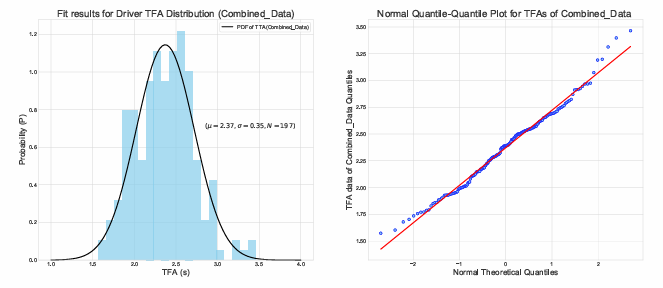 Fit results for Driver TFA Distribution (Combined_Data)
PDF of TTA(Combined_Data)
(μ = 2.37, σ = 0.35, N = 197)
Probability (P)
1.2
1.0
0.8
0.6
0.4
0.2
0.0
1.0 1.5 2.0 2.5 3.0 3.5 4.0
TFA (s)
Normal Quantile-Quantile Plot for TFAs of Combined_Data
TFA data of Combined_Data Quantiles
3.50
3.25
3.00
2.75
2.50
2.25
2.00
1.75
1.50
−2 −1 0 1 2
Normal Theoretical Quantiles